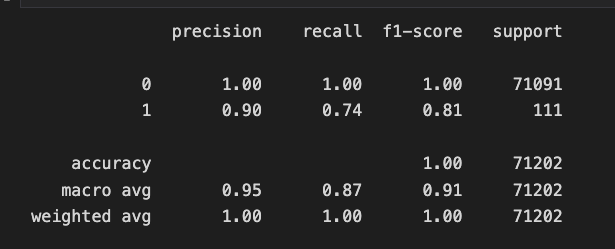 precision recall f1-score support
0 1.00 1.00 1.00 71091
1 0.90 0.74 0.81 111
accuracy 1.00 71202
macro avg 0.95 0.87 0.91 71202
weighted avg 1.00 1.00 1.00 71202